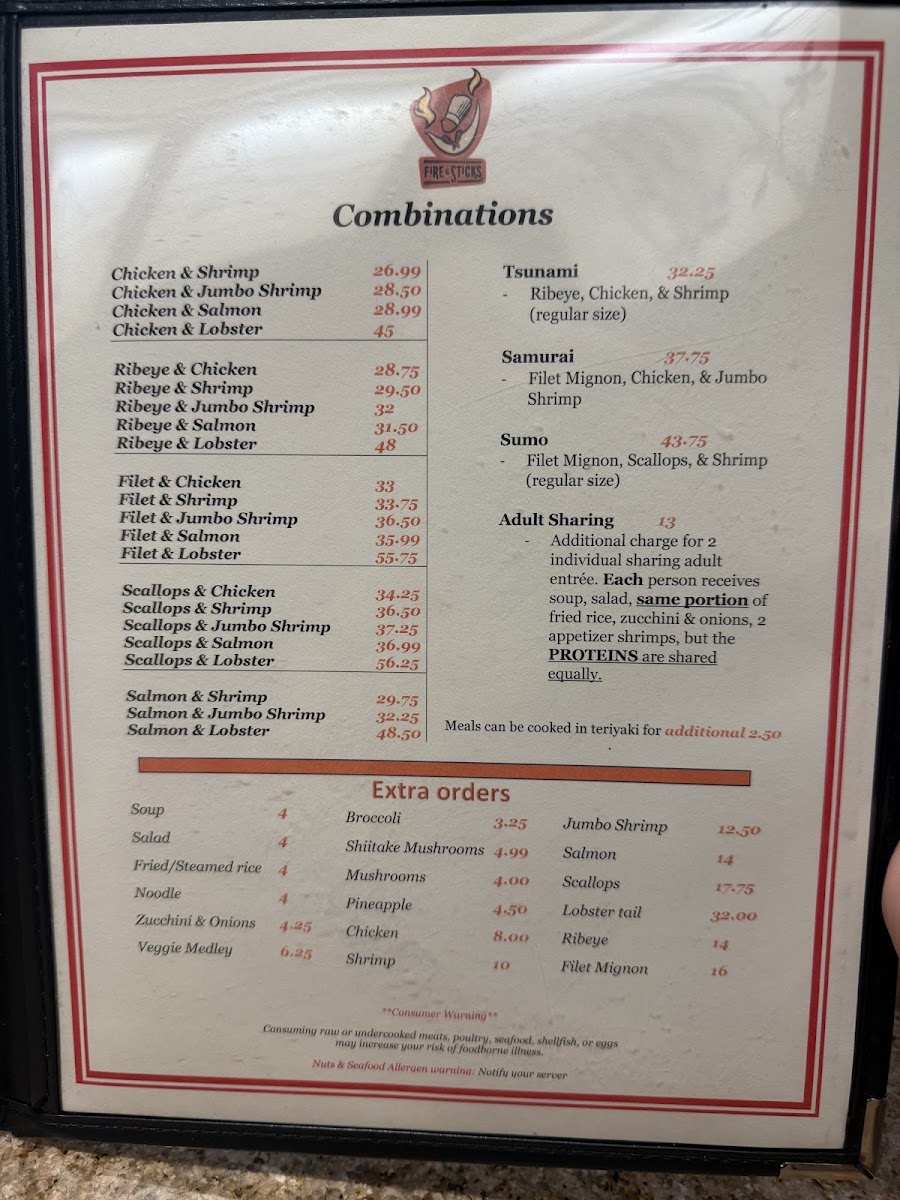 FIRE & STICKS
Combinations
Chicken & Shrimp 26.99
Chicken & Jumbo Shrimp 28.50
Chicken & Salmon 28.99
Chicken & Lobster 45
Ribeye & Chicken 28.75
Ribeye & Shrimp 29.50
Ribeye & Jumbo Shrimp 32
Ribeye & Salmon 31.50
Ribeye & Lobster 48
Filet & Chicken 33
Filet & Shrimp 33.75
Filet & Jumbo Shrimp 36.50
Filet & Salmon 35.99
Filet & Lobster 55.75
Scallops & Chicken 34.25
Scallops & Shrimp 36.50
Scallops & Jumbo Shrimp 37.25
Scallops & Salmon 36.99
Scallops & Lobster 56.25
Salmon & Shrimp 29.75
Salmon & Jumbo Shrimp 32.25
Salmon & Lobster 48.50
Tsunami 32.25
- Ribeye, Chicken, & Shrimp
(regular size)
Samurai 37.75
- Filet Mignon, Chicken, & Jumbo
Shrimp
Sumo 43.75
- Filet Mignon, Scallops, & Shrimp
(regular size)
Adult Sharing 13
- Additional charge for 2
individual sharing adult
entrée. Each person receives
soup, salad, same portion of
fried rice, zucchini & onions, 2
appetizer shrimps, but the
PROTEINS are shared
equally.
Meals can be cooked in teriyaki for additional 2.50
Extra orders
Soup 4
Salad 4
Fried/Steamed rice 4
Noodle 4
Zucchini & Onions 4.25
Veggie Medley 6.25
Broccoli 3.25
Shiitake Mushrooms 4.99
Mushrooms 4.00
Pineapple 4.50
Chicken 8.00
Shrimp 10
Jumbo Shrimp 12.50
Salmon 14
Scallops 17.75
Lobster tail 32.00
Ribeye 14
Filet Mignon 16
**Consumer Warning**
Consuming raw or undercooked meats, poultry, seafood, shellfish, or eggs
may increase your risk of foodborne illness.
Nuts & Seafood Allergen warning: Notify your server